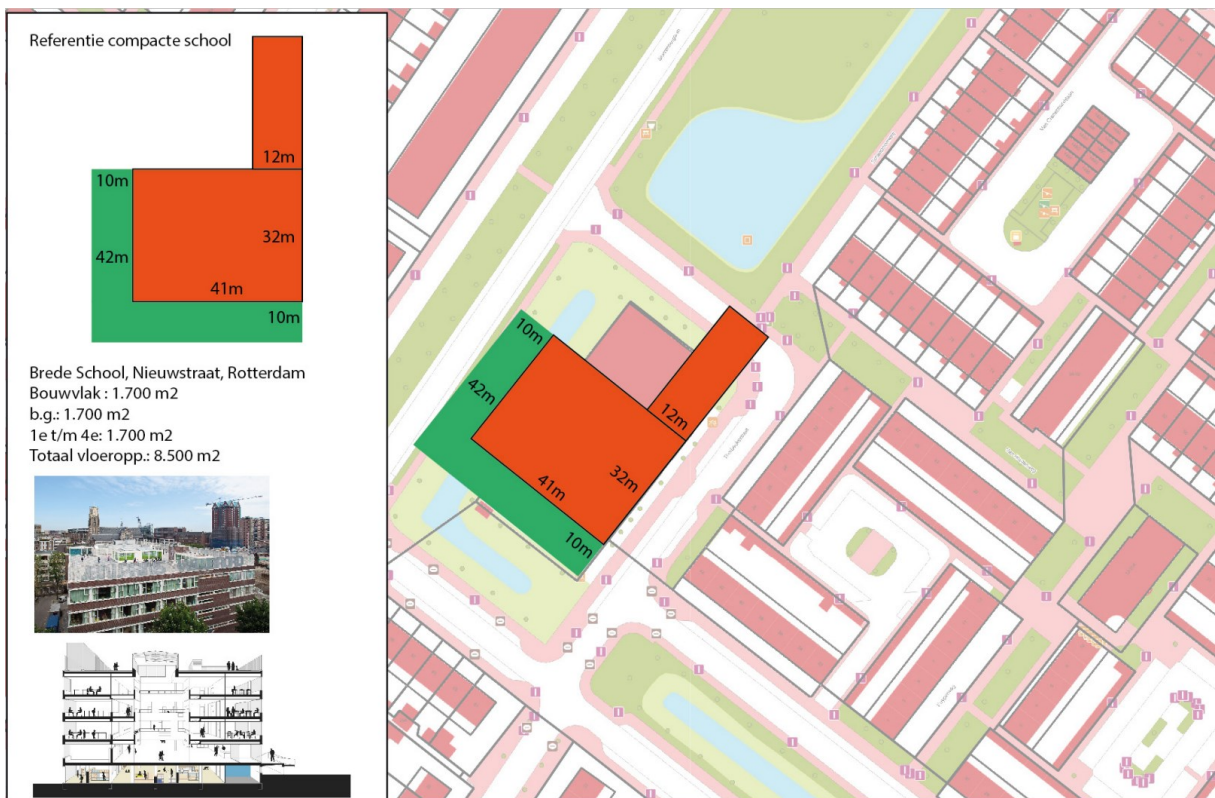 Referentie compacte school
12m
10m
32m
42m
41m
10m
Brede School, Nieuwstraat, Rotterdam
Bouwvlak : 1.700 m2
b.g.: 1.700 m2
1e t/m 4e: 1.700 m2
Totaal vloeropp.: 8.500 m2
10m
42m
12m
41m
32m
10m